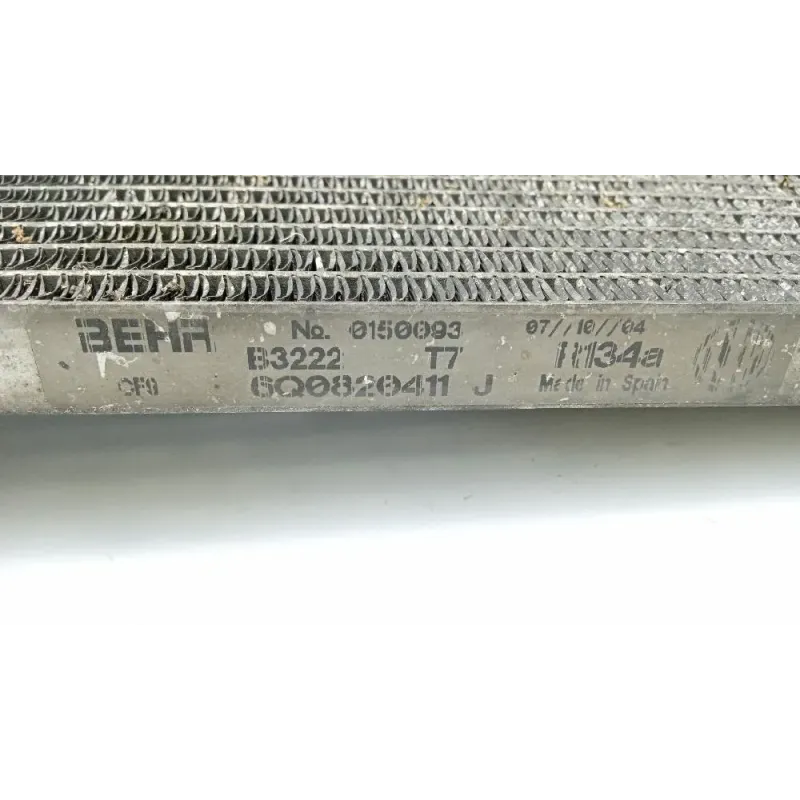 BEHR No. 0150093 07//10//04
B3222 T7 R134a
CF0 6Q0820411 J Made in Spain